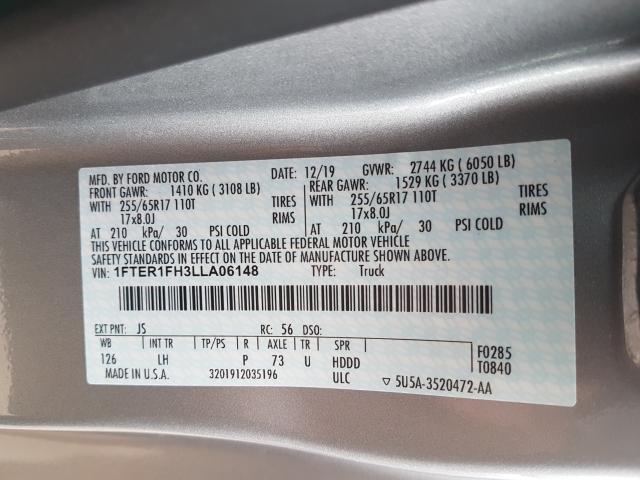 MFD. BY FORD MOTOR CO. DATE: 12/19 GVWR: 2744 KG ( 6050 LB)
FRONT GAWR: 1410 KG ( 3108 LB) REAR GAWR: 1529 KG ( 3370 LB)
WITH 255/65R17 110T TIRES WITH 255/65R17 110T TIRES
17x8.0J RIMS 17x8.0J RIMS
AT 210 kPa/ 30 PSI COLD AT 210 kPa/ 30 PSI COLD
THIS VEHICLE CONFORMS TO ALL APPLICABLE FEDERAL MOTOR VEHICLE
SAFETY STANDARDS IN EFFECT ON THE DATE OF MANUFACTURE SHOWN ABOVE.
VIN: 1FTER1FH3LLA06148 TYPE: Truck
EXT PNT: JS RC: 56 DSO: F0285
WB INT TR TP/PS R AXLE TR SPR T0840
126 LH P 73 U HDDD
MADE IN U.S.A. 3201912035196 ULC ▽ 5U5A-3520472-AA